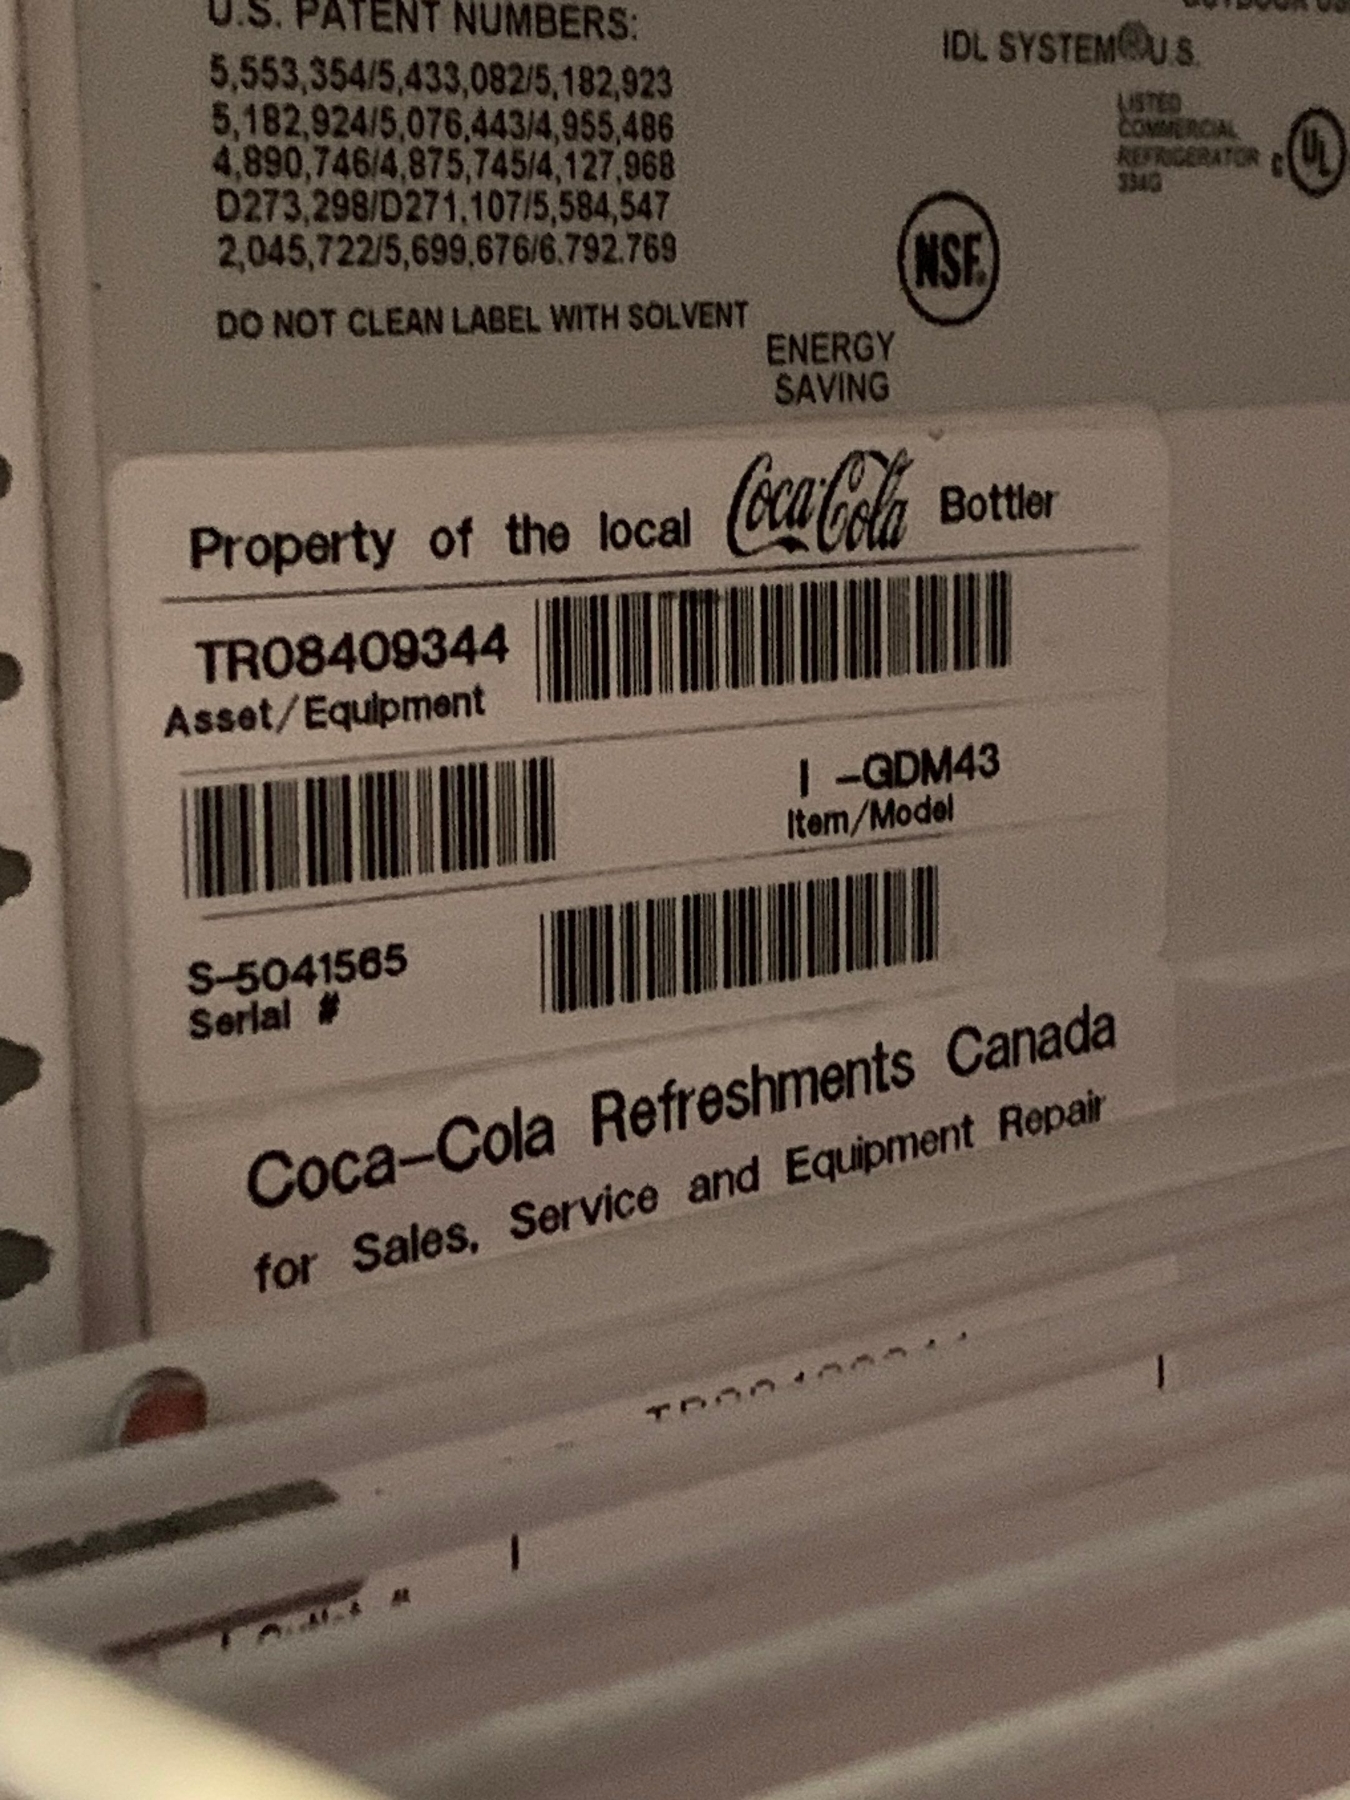 U.S. PATENT NUMBERS:
5,553,354/5,433,082/5,182,923
5,182,924/5,076,443/4,955,486
4,890,746/4,875,745/4,127,968
D273,298/D271,107/5,584,547
2,045,722/5,699,676/6.792.769
DO NOT CLEAN LABEL WITH SOLVENT
IDL SYSTEM®U.S.
LISTED
COMMERCIAL
REFRIGERATOR
394G
C UL
NSF®
ENERGY
SAVING
Property of the local Coca-Cola Bottler
TR08409344
Asset/Equipment
I -GDM43
Item/Model
S-5041565
Serial #
Coca-Cola Refreshments Canada
for Sales, Service and Equipment Repair